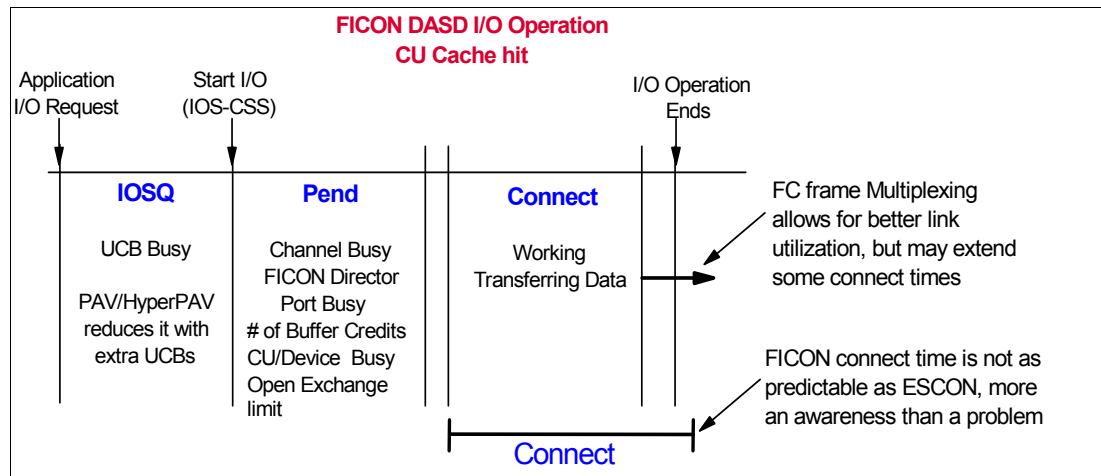 FICON DASD I/O Operation
CU Cache hit
Application
I/O Request
Start I/O
(IOS-CSS)
I/O Operation
Ends
IOSQ
UCB Busy
PAV/HyperPAV
reduces it with
extra UCBs
Pend
Channel Busy
FICON Director
Port Busy
# of Buffer Credits
CU/Device Busy
Open Exchange
limit
Connect
Working
Transferring Data
FC frame Multiplexing
allows for better link
utilization, but may extend
some connect times
FICON connect time is not as
predictable as ESCON, more
an awareness than a problem
Connect